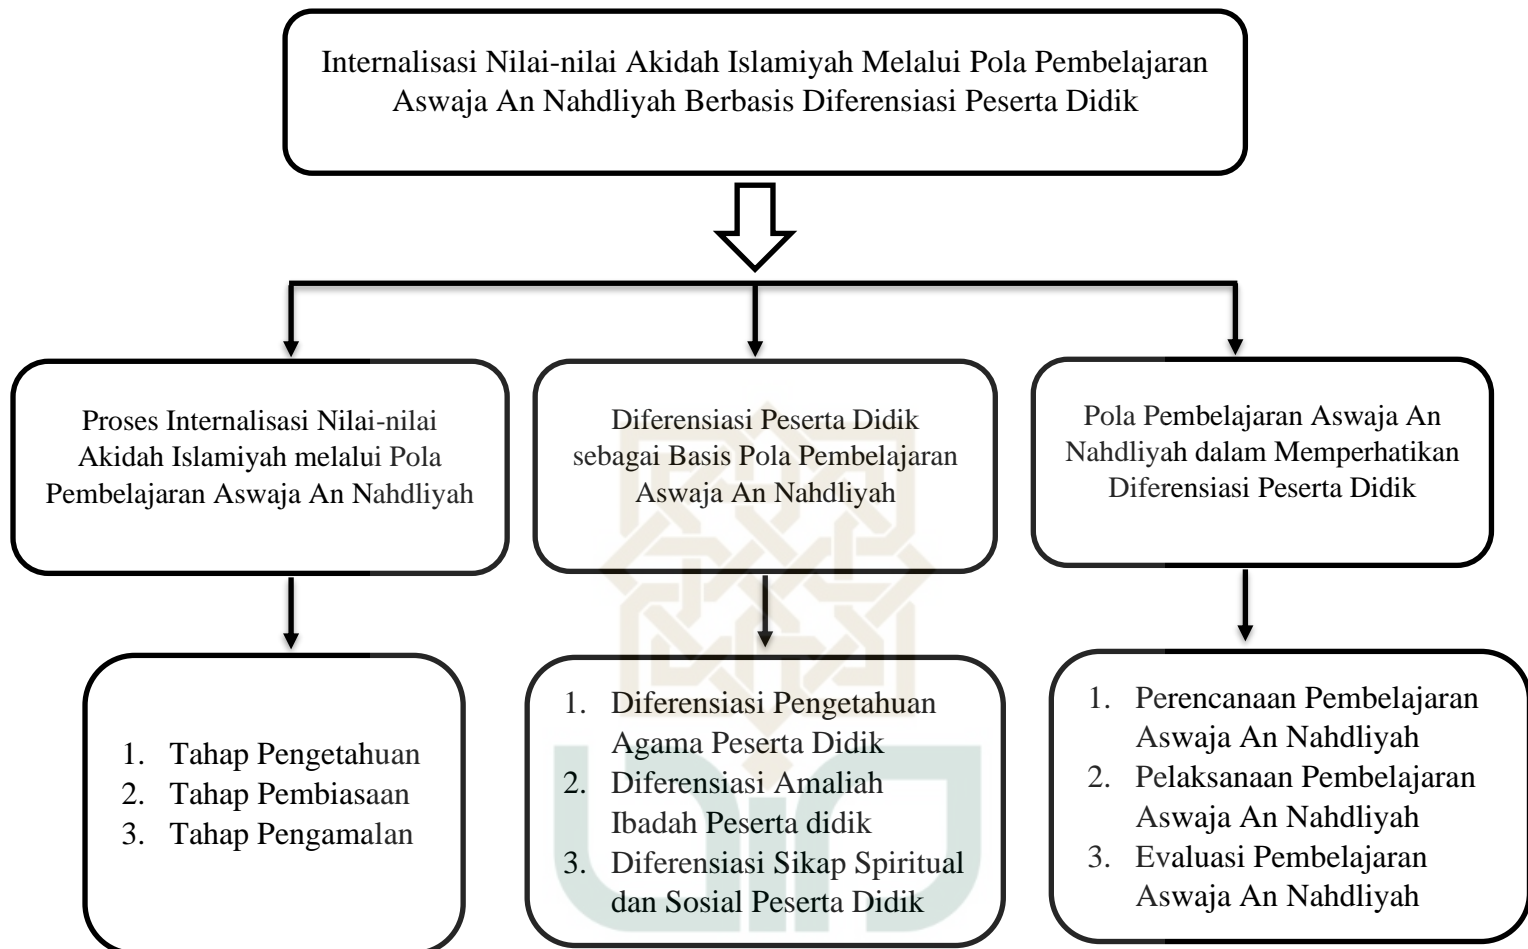 Internalisasi Nilai-nilai Akidah Islamiyah Melalui Pola Pembelajaran
Aswaja An Nahdliyah Berbasis Diferensiasi Peserta Didik
Proses Internalisasi Nilai-nilai
Akidah Islamiyah melalui Pola
Pembelajaran Aswaja An Nahdliyah
Diferensiasi Peserta Didik
sebagai Basis Pola Pembelajaran
Aswaja An Nahdliyah
Pola Pembelajaran Aswaja An
Nahdliyah dalam Memperhatikan
Diferensiasi Peserta Didik
1. Tahap Pengetahuan
2. Tahap Pembiasaan
3. Tahap Pengamalan
1. Diferensiasi Pengetahuan
Agama Peserta Didik
2. Diferensiasi Amaliah
Ibadah Peserta didik
3. Diferensiasi Sikap Spiritual
dan Sosial Peserta Didik
1. Perencanaan Pembelajaran
Aswaja An Nahdliyah
2. Pelaksanaan Pembelajaran
Aswaja An Nahdliyah
3. Evaluasi Pembelajaran
Aswaja An Nahdliyah